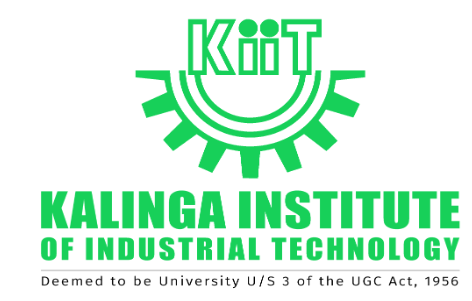 KiiT
KALINGA INSTITUTE
OF INDUSTRIAL TECHNOLOGY
Deemed to be University U/S 3 of the UGC Act, 1956